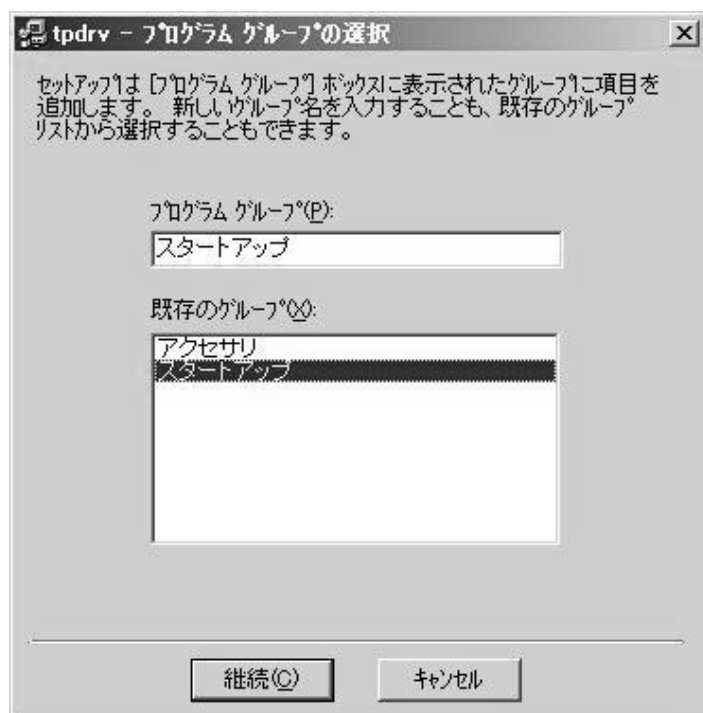 tpdrv - プログラム グループの選択
セットアップは [プログラム グループ] ボックスに表示されたグループに項目を
追加します。 新しいグループ名を入力することも、既存のグループ
リストから選択することもできます。
プログラム グループ(P):
スタートアップ
既存のグループ(X):
アクセサリ
スタートアップ
継続(C)
キャンセル